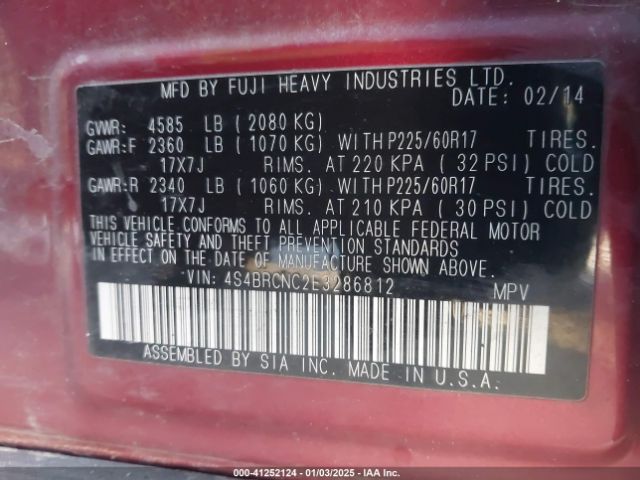 MFD BY FUJI HEAVY INDUSTRIES LTD.
DATE: 02/14
GVWR: 4585 LB ( 2080 KG)
GAWR:F 2360 LB ( 1070 KG) WITH P225/60R17 TIRES.
17X7J RIMS. AT 220 KPA ( 32 PSI) COLD
GAWR:R 2340 LB ( 1060 KG) WITH P225/60R17 TIRES.
17X7J RIMS. AT 210 KPA ( 30 PSI) COLD
THIS VEHICLE CONFORMS TO ALL APPLICABLE FEDERAL MOTOR
VEHICLE SAFETY AND THEFT PREVENTION STANDARDS
IN EFFECT ON THE DATE OF MANUFACTURE SHOWN ABOVE.
VIN: 4S4BRCNC2E3286812 MPV
ASSEMBLED BY SIA INC. MADE IN U.S.A.
000-41252124 - 01/03/2025 - IAA Inc.